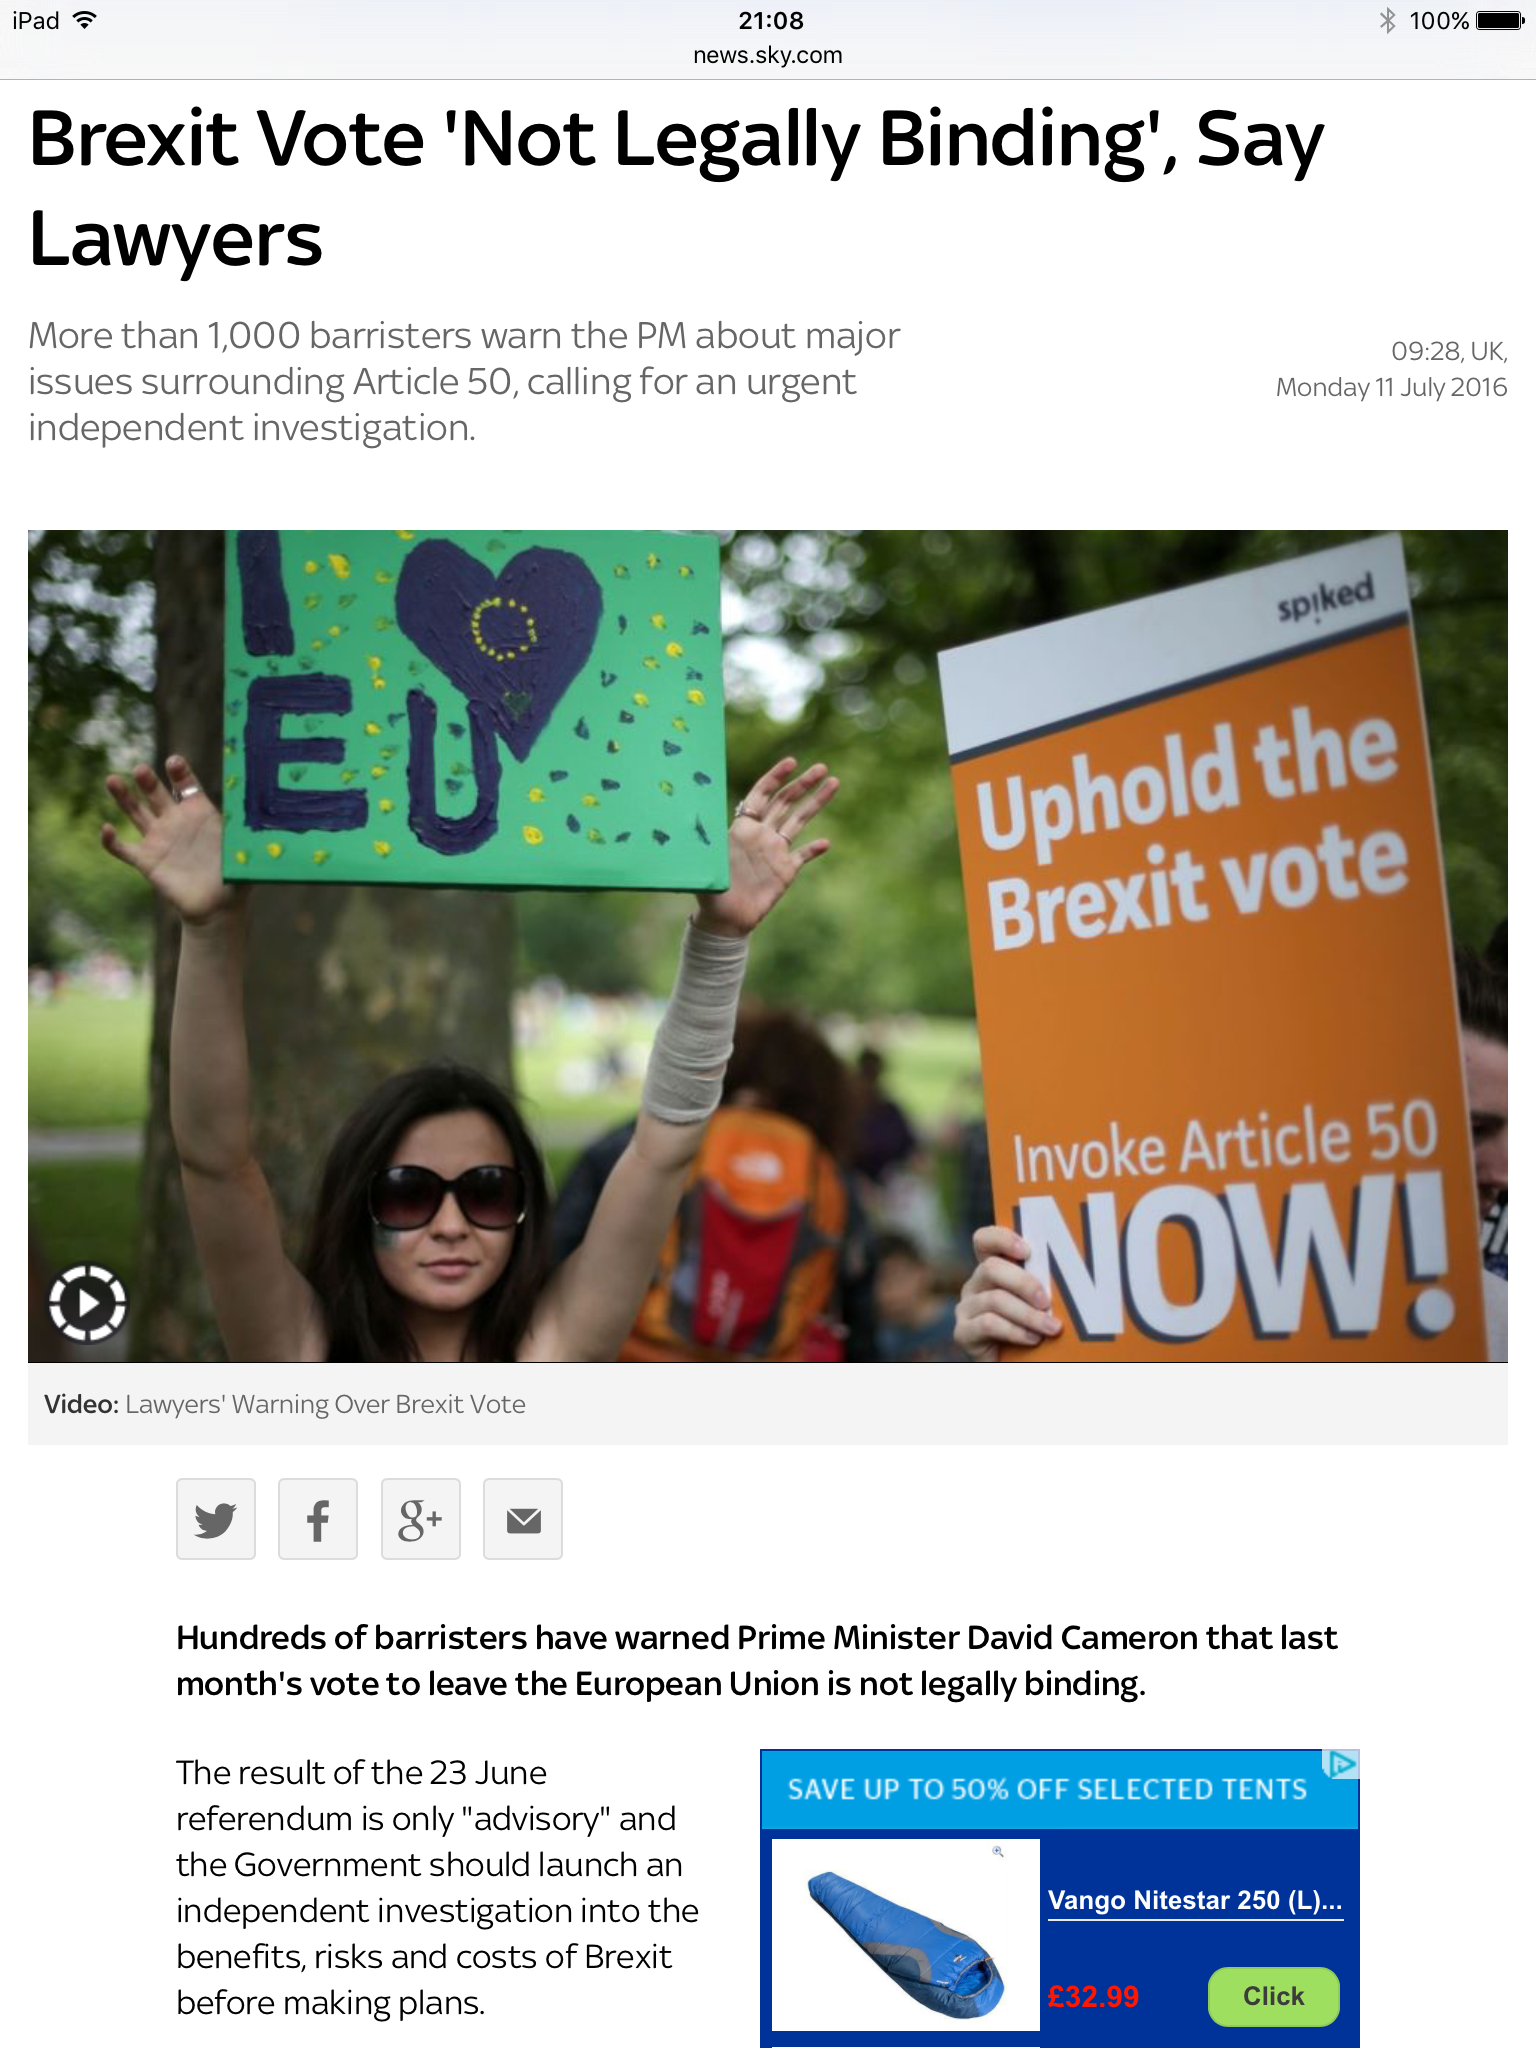 iPad
21:08
100%
news.sky.com
Brexit Vote 'Not Legally Binding', Say
Lawyers
More than 1,000 barristers warn the PM about major
issues surrounding Article 50, calling for an urgent
independent investigation.
09:28, UK,
Monday 11 July 2016
I
EU
spiked
Uphold the
Brexit vote
Invoke Article 50
NOW!
Video: Lawyers' Warning Over Brexit Vote
g+
Hundreds of barristers have warned Prime Minister David Cameron that last
month's vote to leave the European Union is not legally binding.
The result of the 23 June
referendum is only "advisory" and
the Government should launch an
independent investigation into the
benefits, risks and costs of Brexit
before making plans.
SAVE UP TO 50% OFF SELECTED TENTS
Vango Nitestar 250 (L)...
£32.99
Click